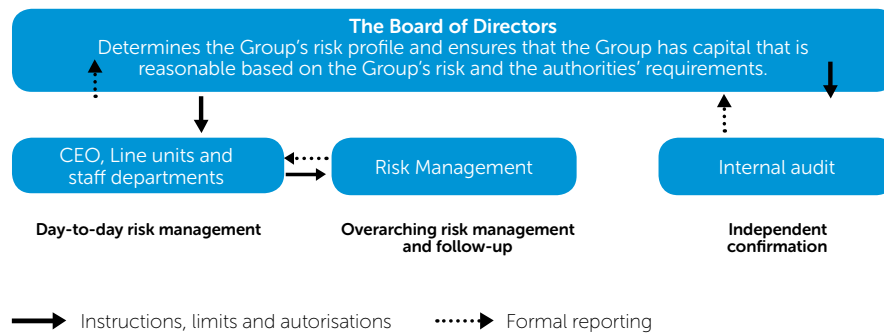 The Board of Directors
Determines the Group’s risk profile and ensures that the Group has capital that is
reasonable based on the Group’s risk and the authorities’ requirements.
CEO, Line units and
staff departments
Risk Management
Internal audit
Day-to-day risk management
Overarching risk management
and follow-up
Independent
confirmation
Instructions, limits and autorisations
Formal reporting